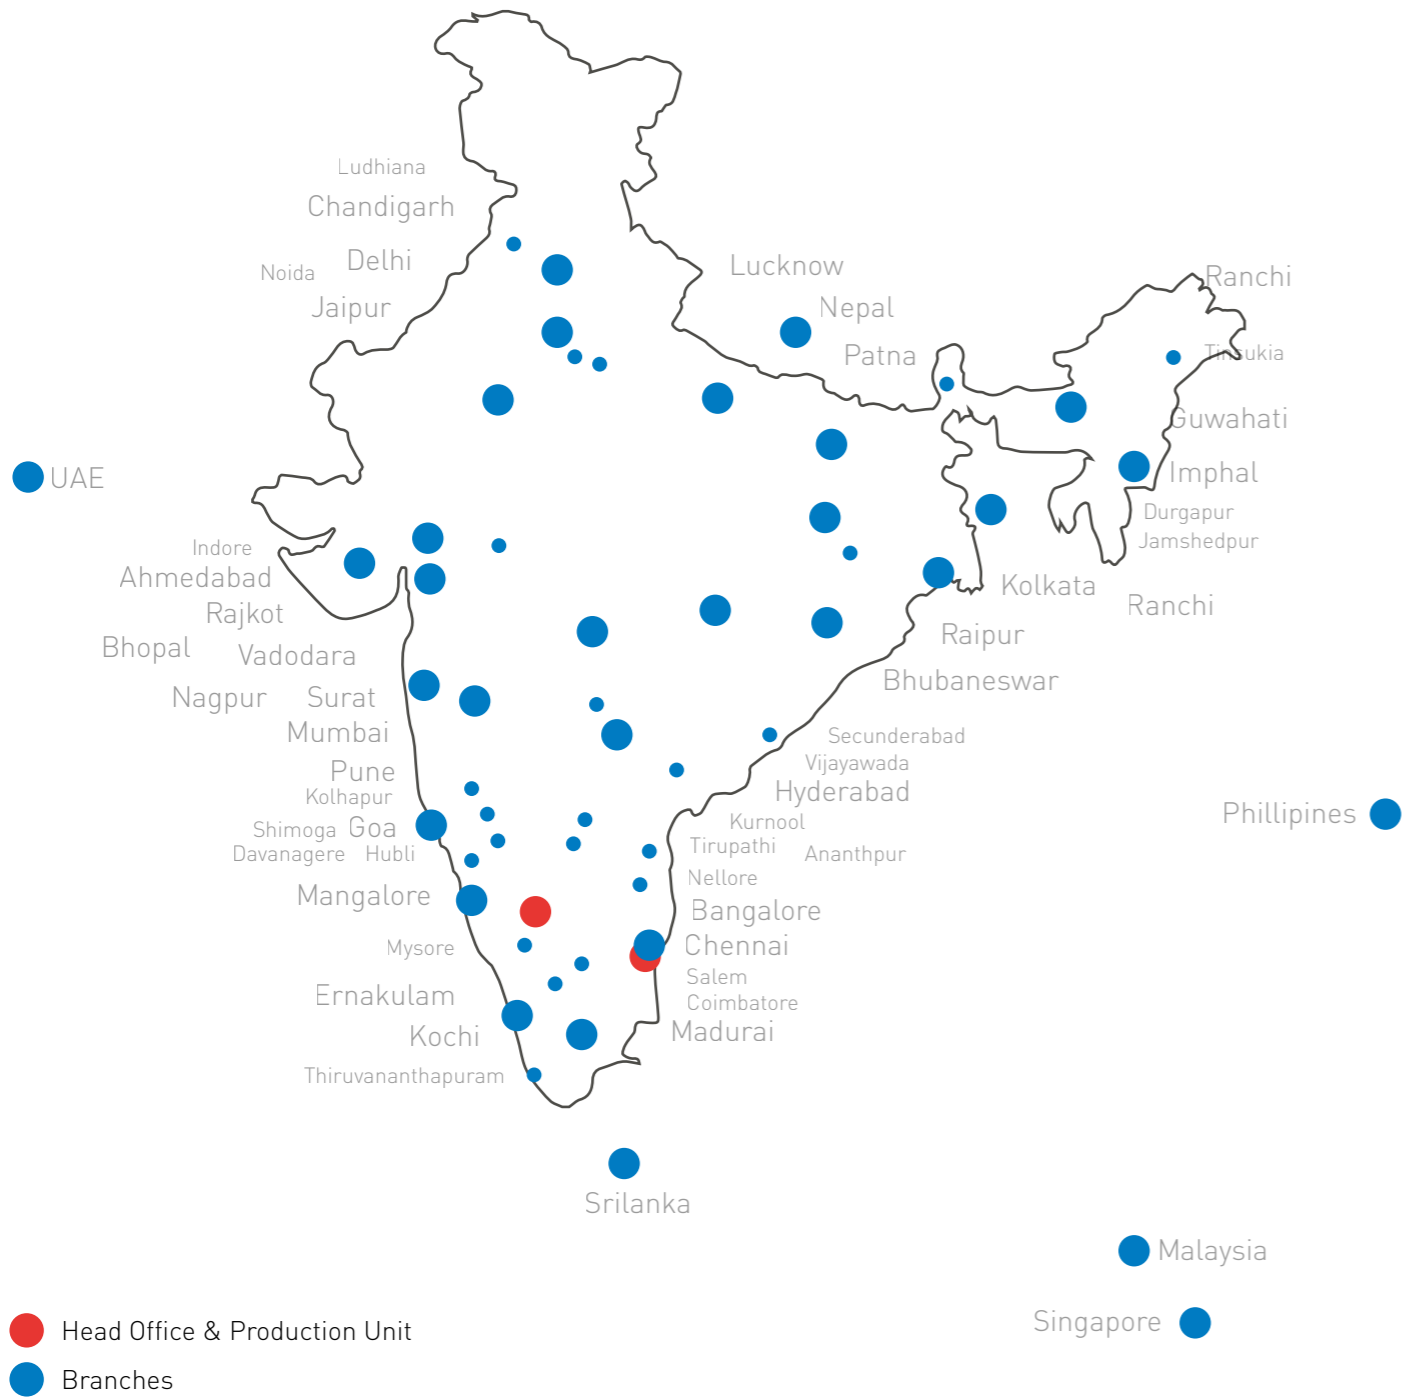 Ludhiana
Chandigarh
Delhi
Noida
Jaipur
Lucknow
Nepal
Patna
Ranchi
Tinsukia
Guwahati
Imphal
Durgapur
Jamshedpur
Kolkata
Ranchi
Raipur
Bhubaneswar
UAE
Indore
Ahmedabad
Rajkot
Bhopal
Vadodara
Nagpur
Surat
Mumbai
Pune
Kolhapur
Shimoga
Goa
Davanagere
Hubli
Mangalore
Mysore
Ernakulam
Kochi
Thiruvananthapuram
Secunderabad
Vijayawada
Hyderabad
Kurnool
Tirupathi
Ananthpur
Nellore
Bangalore
Chennai
Salem
Coimbatore
Madurai
Phillipines
Srilanka
Malaysia
Singapore
Head Office & Production Unit
Branches